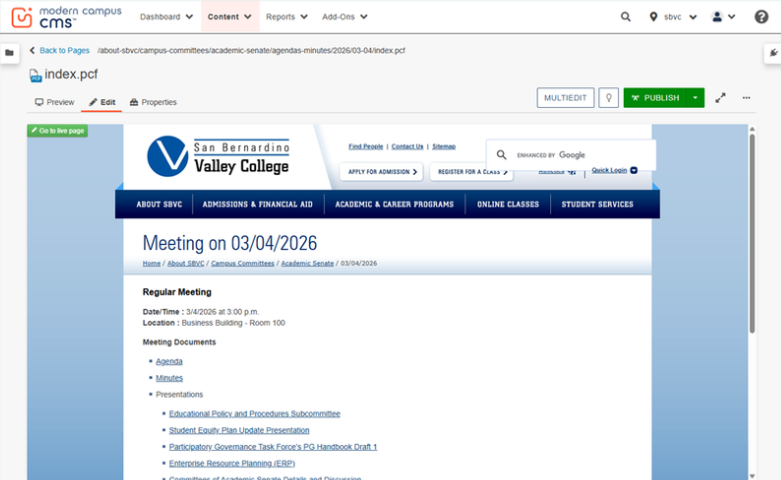 modern campus
cms
Dashboard
Content
Reports
Add-Ons
sbvc
Back to Pages
/about-sbvc/campus-committees/academic-senate/agendas-minutes/2026/03-04/index.pcf
index.pcf
Preview
Edit
Properties
MULTIEDIT
PUBLISH
Go to live page
San Bernardino
Valley College
Find People | Contact Us | Sitemap
ENHANCED BY Google
APPLY FOR ADMISSION
REGISTER FOR A CLASS
Quick Login
ABOUT SBVC
ADMISSIONS & FINANCIAL AID
ACADEMIC & CAREER PROGRAMS
ONLINE CLASSES
STUDENT SERVICES
Meeting on 03/04/2026
Home / About SBVC / Campus Committees / Academic Senate / 03/04/2026
Regular Meeting
Date/Time : 3/4/2026 at 3:00 p.m.
Location : Business Building - Room 100
Meeting Documents
Agenda
Minutes
Presentations
Educational Policy and Procedures Subcommittee
Student Equity Plan Update Presentation
Participatory Governance Task Force's PG Handbook Draft 1
Enterprise Resource Planning (ERP)
Committees of Academic Senate Details and Discussion